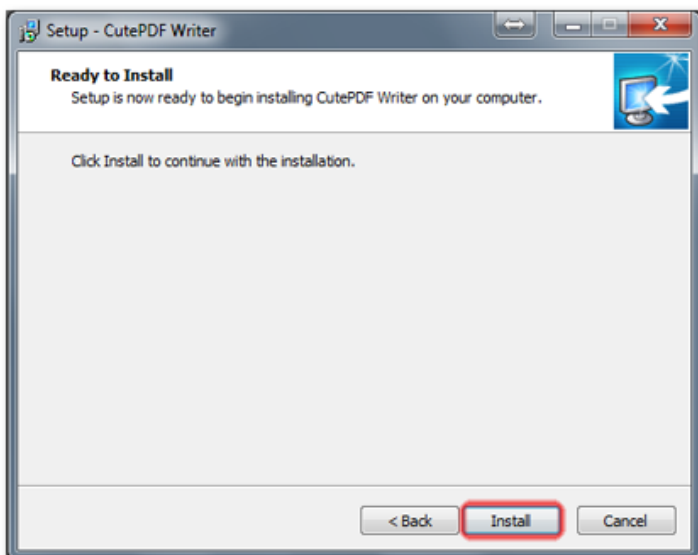 Setup - CutePDF Writer
Ready to Install
Setup is now ready to begin installing CutePDF Writer on your computer.
Click Install to continue with the installation.
< Back
Install
Cancel